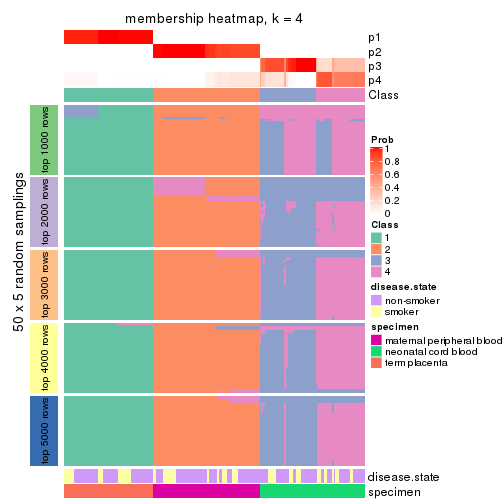 membership heatmap, k = 4
p1
p2
p3
p4
Class
50 x 5 random samplings
top 1000 rows
top 2000 rows
top 3000 rows
top 4000 rows
top 5000 rows
disease.state
specimen
Prob
1
0.8
0.6
0.4
0.2
0
Class
1
2
3
4
disease.state
non-smoker
smoker
specimen
maternal peripheral blood
neonatal cord blood
term placenta